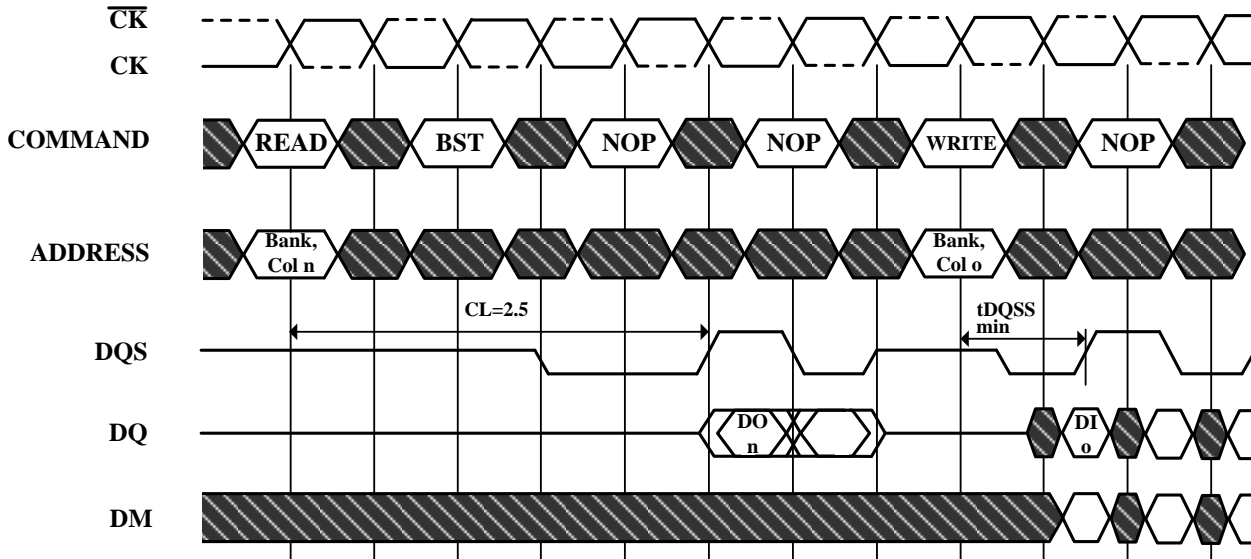 CK
CK
COMMAND
READ
BST
NOP
NOP
WRITE
NOP
ADDRESS
Bank,
Col n
Bank,
Col o
CL=2.5
tDQSS
min
DQS
DQ
DO
n
DI
o
DM